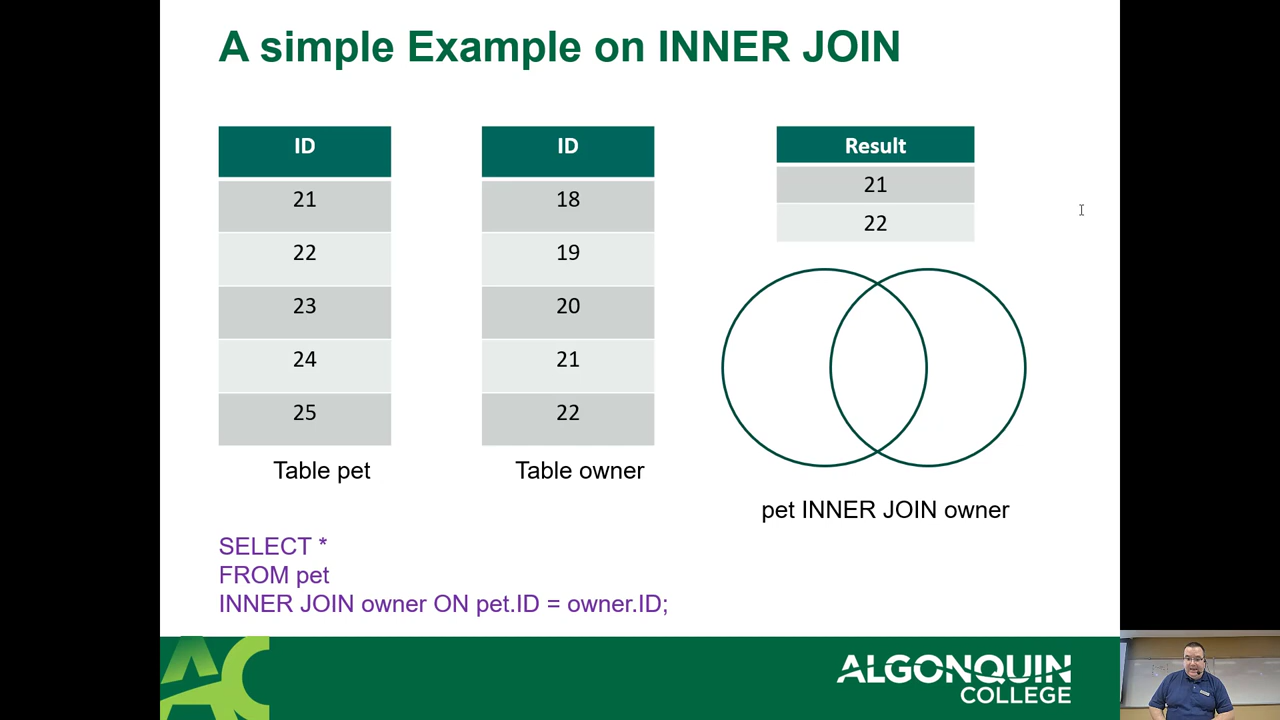 A simple Example on INNER JOIN
ID
21
22
23
24
25
Table pet
ID
18
19
20
21
22
Table owner
Result
21
22
pet INNER JOIN owner
SELECT *
FROM pet
INNER JOIN owner ON pet.ID = owner.ID;
AC
ALGONQUIN
COLLEGE